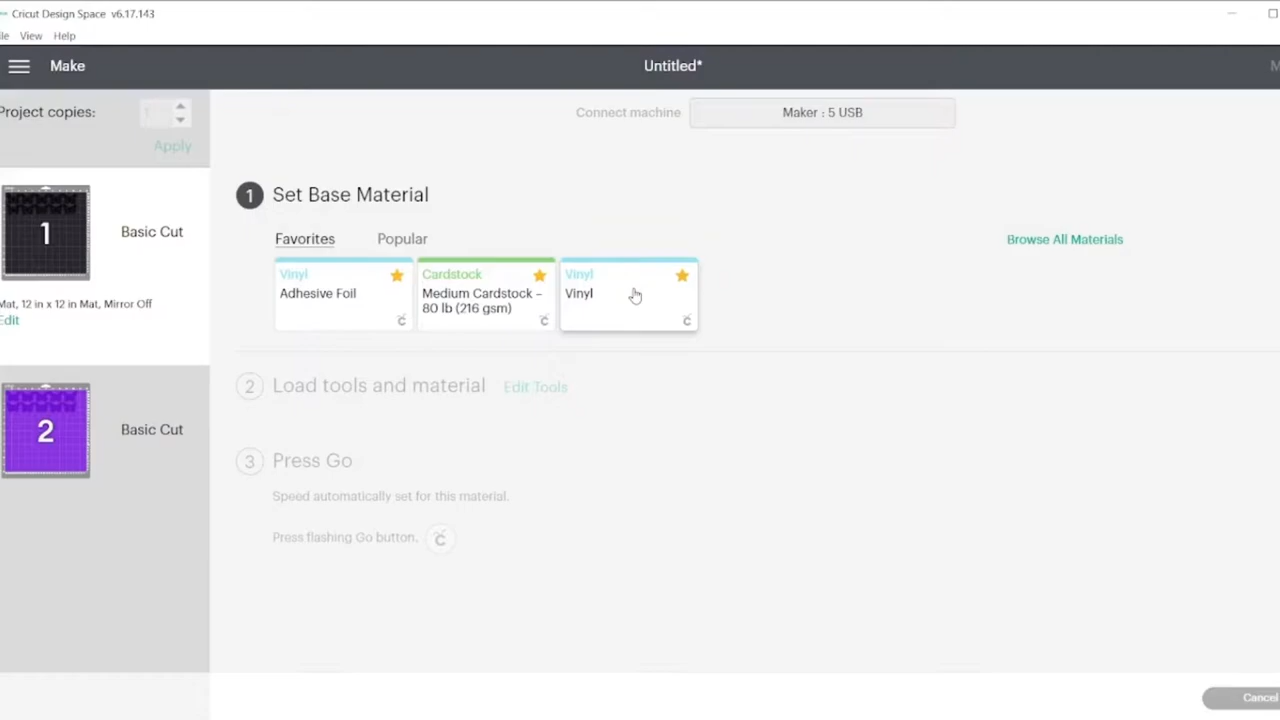 Cricut Design Space v6.17.143
View Help
Make
Untitled*
Project copies:
1
Apply
Connect machine
Maker : 5 USB
1
Basic Cut
Mat, 12 in x 12 in Mat, Mirror Off
Edit
2
Basic Cut
1 Set Base Material
Favorites Popular
Browse All Materials
Vinyl
Adhesive Foil
Cardstock
Medium Cardstock –
80 lb (216 gsm)
Vinyl
Vinyl
2 Load tools and material Edit Tools
3 Press Go
Speed automatically set for this material.
Press flashing Go button.
Cancel